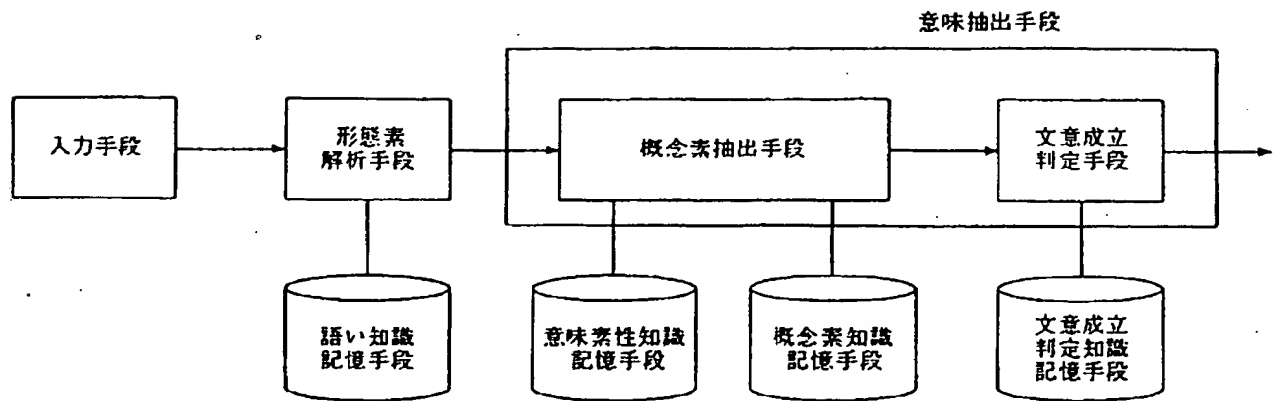 意味抽出手段
入力手段
形態素
解析手段
概念素抽出手段
文意成立
判定手段
語い知識
記憶手段
意味素性知識
記憶手段
概念素知識
記憶手段
文意成立
判定知識
記憶手段